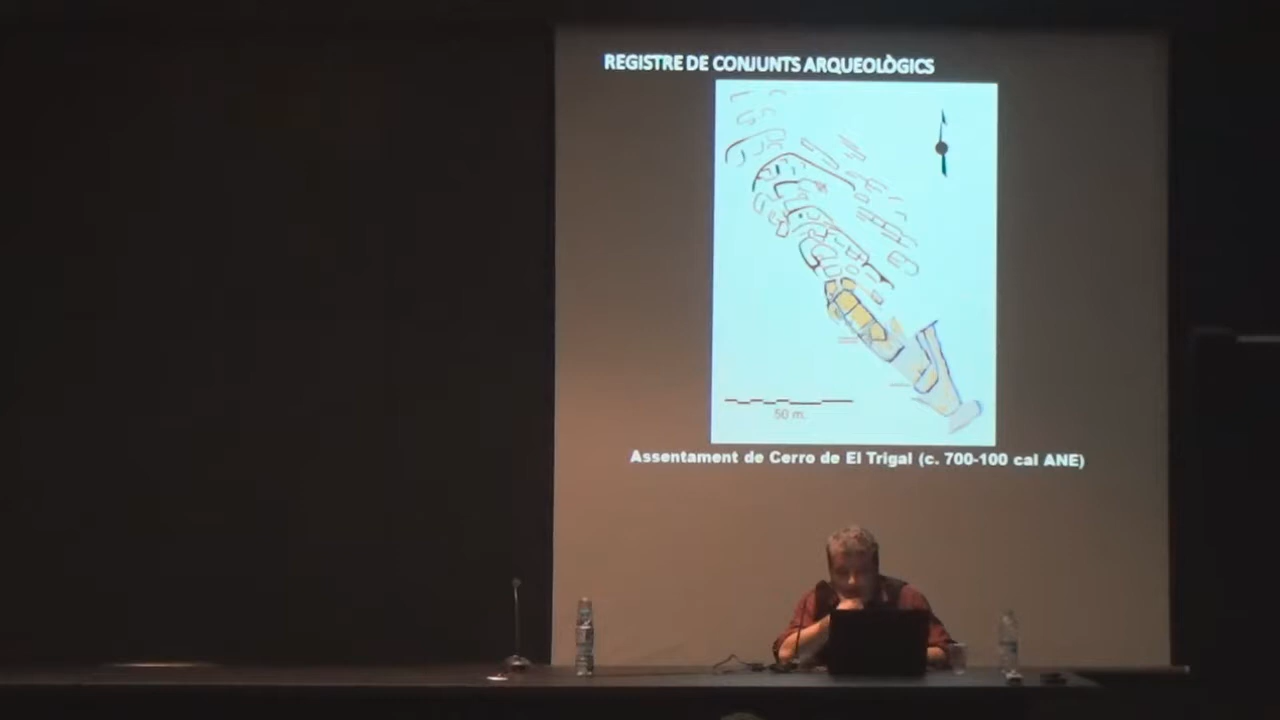 REGISTRE DE CONJUNTS ARQUEOLÒGICS
50 m.
Assentament de Cerro de El Trigal (c. 700-100 cal ANE)